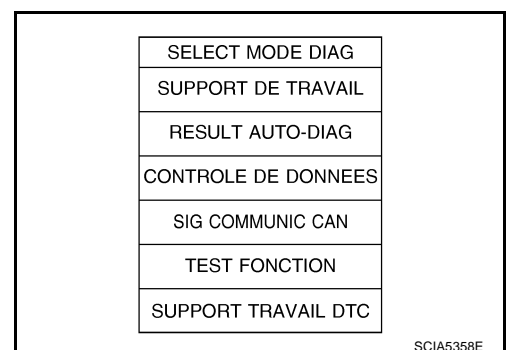 SELECT MODE DIAG
SUPPORT DE TRAVAIL
RESULT AUTO-DIAG
CONTROLE DE DONNEES
SIG COMMUNIC CAN
TEST FONCTION
SUPPORT TRAVAIL DTC
SCIA5358E